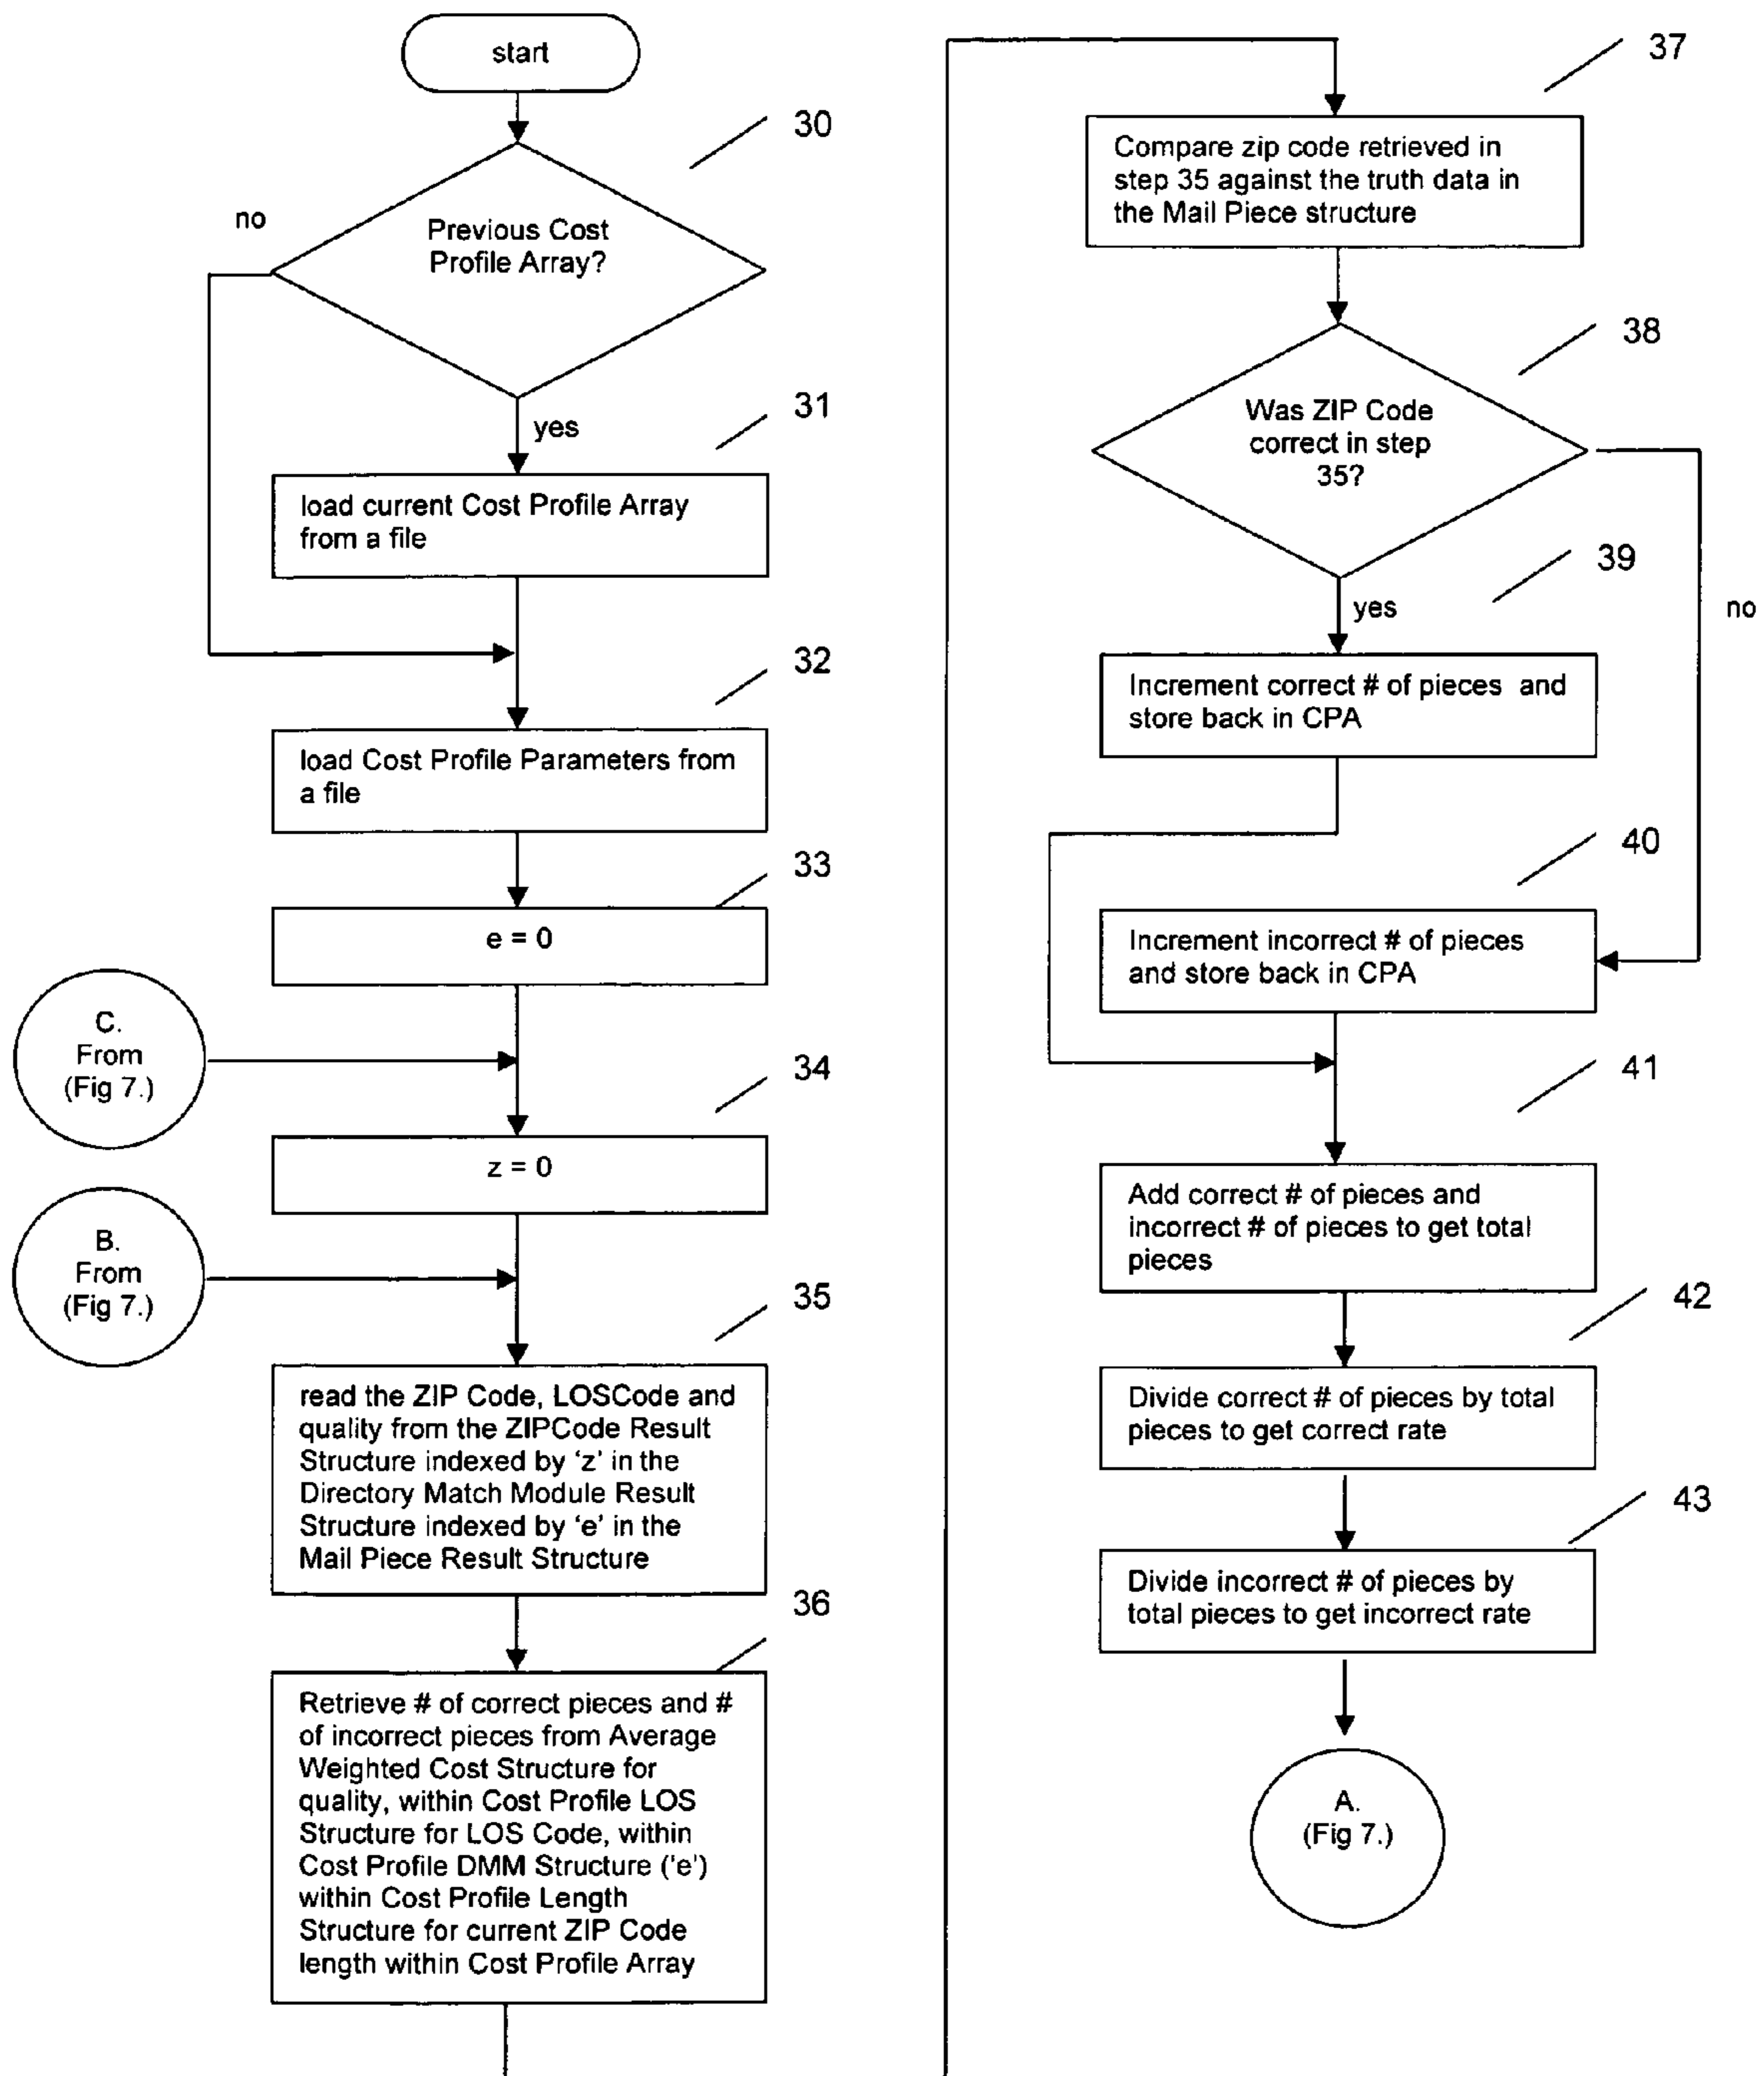 start
30
no
Previous Cost
Profile Array?
31
yes
load current Cost Profile Array
from a file
32
load Cost Profile Parameters from
a file
33
e = 0
C.
From
(Fig 7.)
34
z = 0
B.
From
(Fig 7.)
35
read the ZIP Code, LOSCode and
quality from the ZIPCode Result
Structure indexed by ‘z’ in the
Directory Match Module Result
Structure indexed by ‘e’ in the
Mail Piece Result Structure
36
Retrieve # of correct pieces and #
of incorrect pieces from Average
Weighted Cost Structure for
quality, within Cost Profile LOS
Structure for LOS Code, within
Cost Profile DMM Structure (‘e’)
within Cost Profile Length
Structure for current ZIP Code
length within Cost Profile Array
37
Compare zip code retrieved in
step 35 against the truth data in
the Mail Piece structure
38
Was ZIP Code
correct in step
35?
39
yes
no
Increment correct # of pieces and
store back in CPA
40
Increment incorrect # of pieces
and store back in CPA
41
Add correct # of pieces and
incorrect # of pieces to get total
pieces
42
Divide correct # of pieces by total
pieces to get correct rate
43
Divide incorrect # of pieces by
total pieces to get incorrect rate
A.
(Fig 7.)